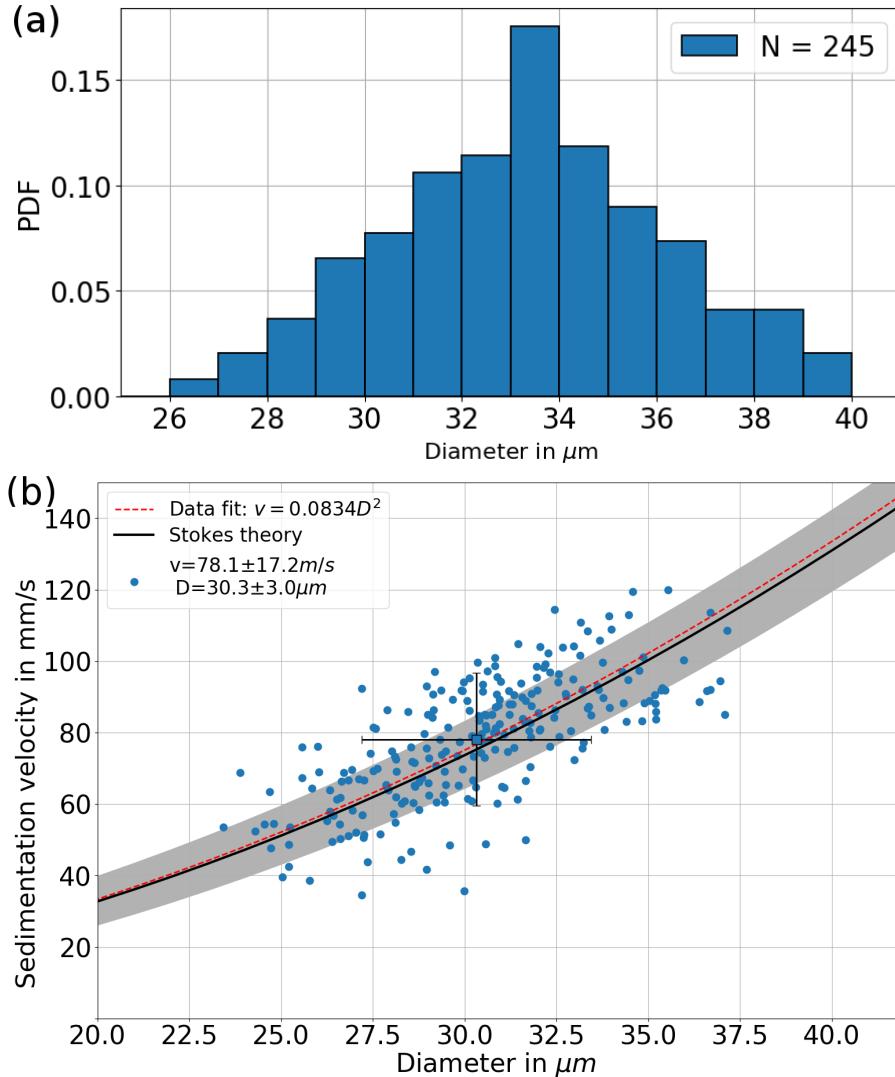 (a)
N = 245
PDF
0.15
0.10
0.05
0.00
26 28 30 32 34 36 38 40
Diameter in μm
(b)
Data fit: v = 0.0834D²
Stokes theory
v=78.1±17.2m/s
D=30.3±3.0μm
Sedimentation velocity in mm/s
140
120
100
80
60
40
20
20.0 22.5 25.0 27.5 30.0 32.5 35.0 37.5 40.0
Diameter in μm